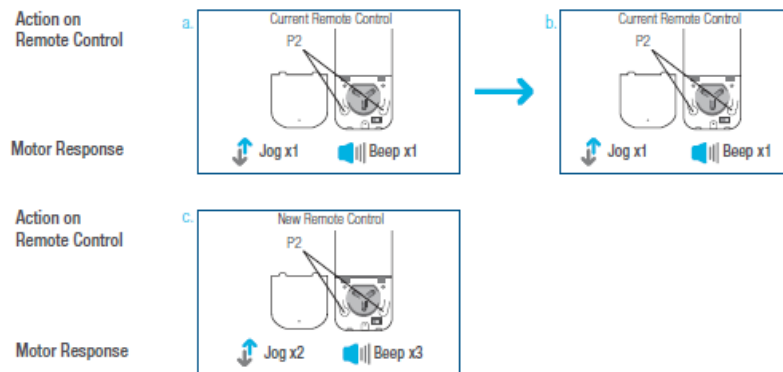 Action on
Remote Control
a.
Current Remote Control
P2
b.
Current Remote Control
P2
Motor Response
Jog x1
Beep x1
Jog x1
Beep x1
Action on
Remote Control
c.
New Remote Control
P2
Motor Response
Jog x2
Beep x3